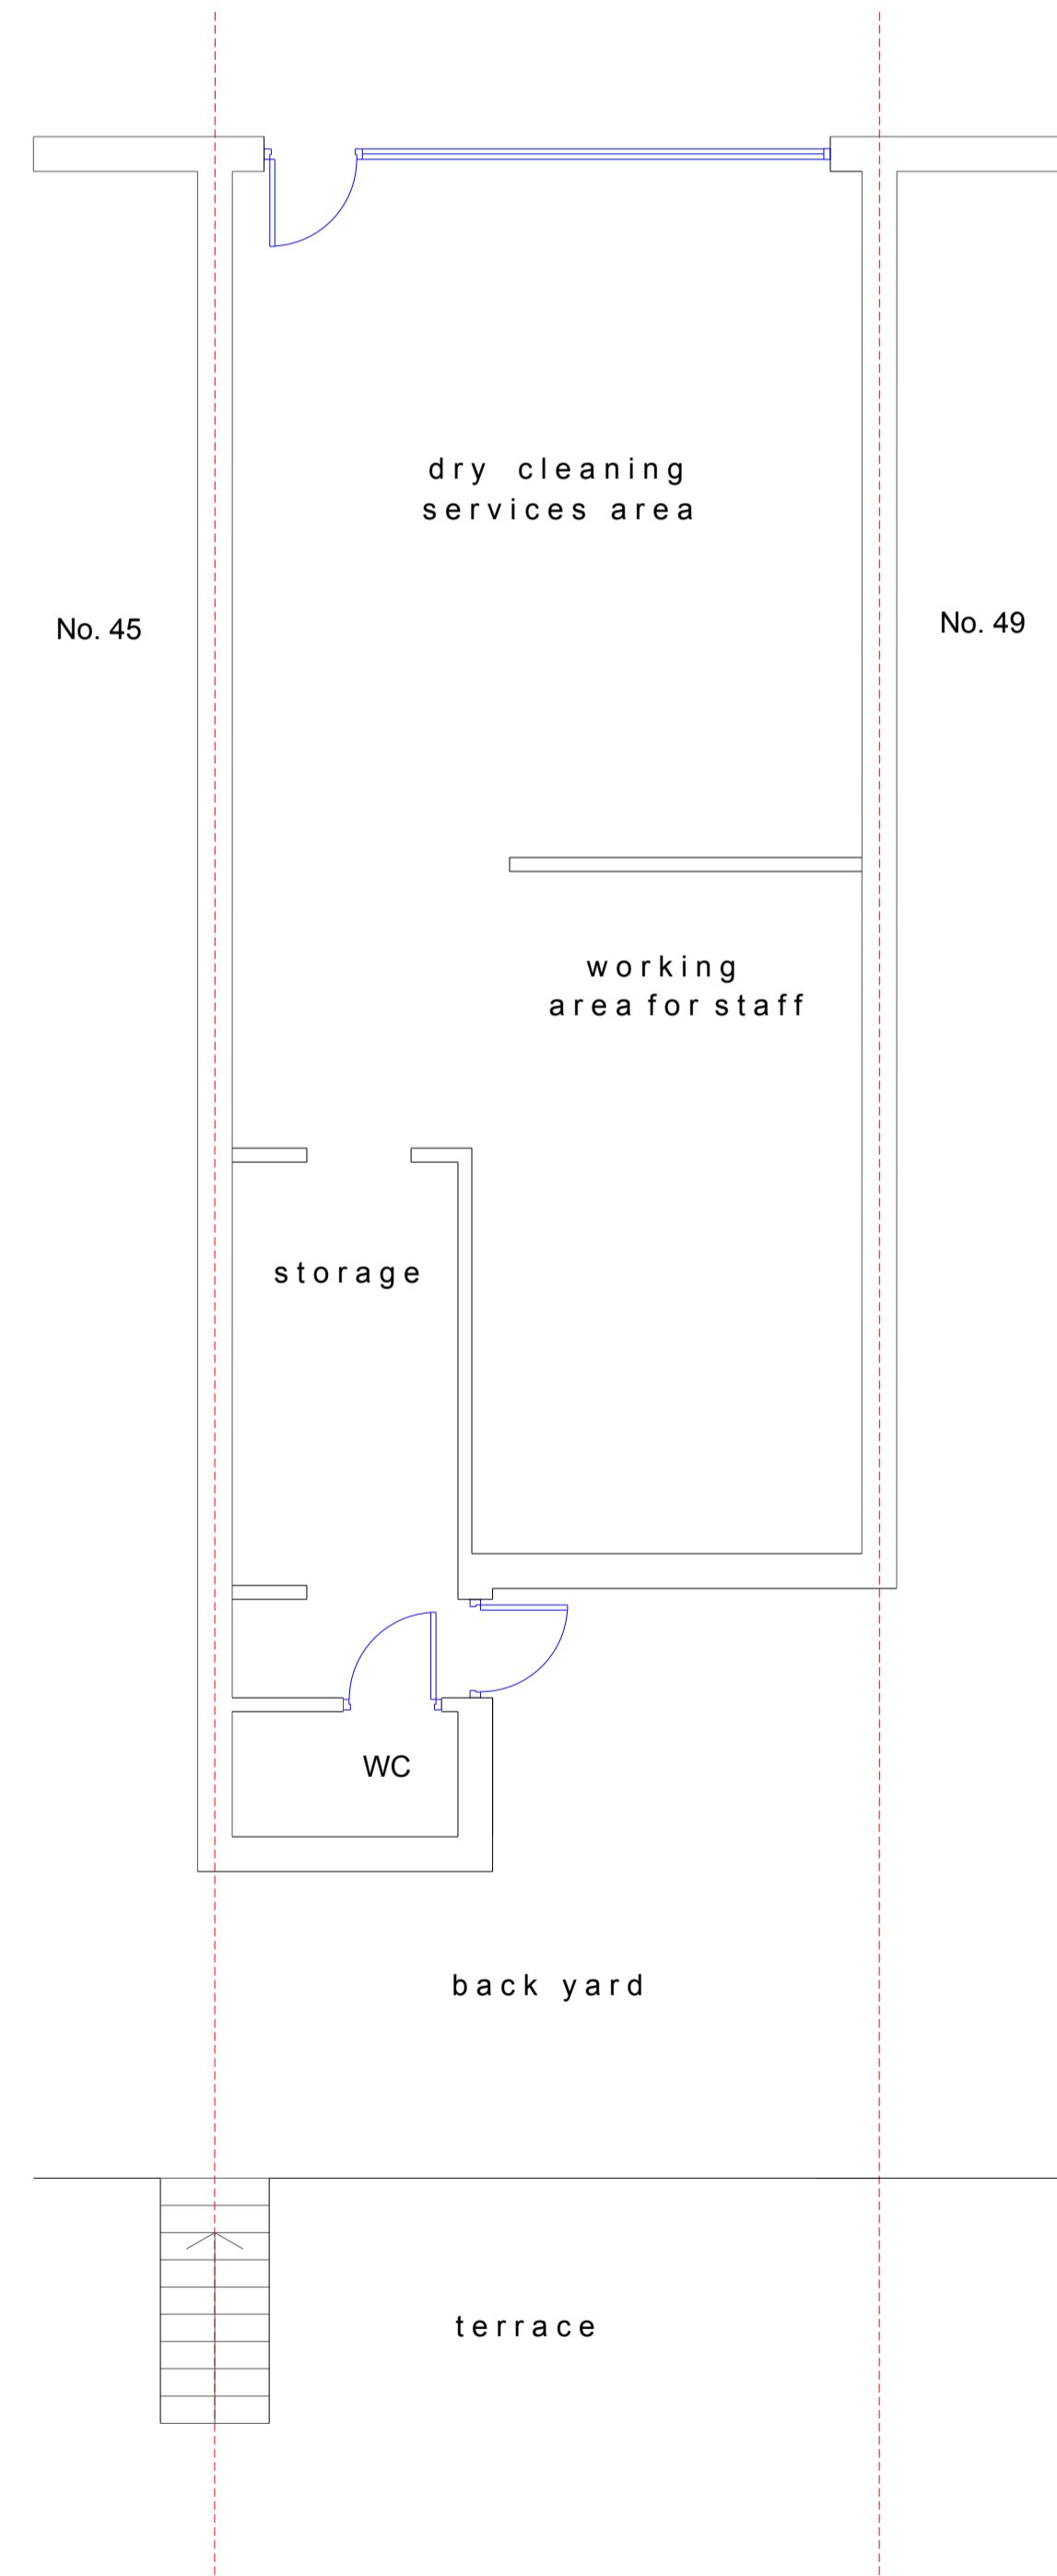 dry cleaning
services area
No. 45
No. 49
working
area for staff
storage
WC
back yard
terrace